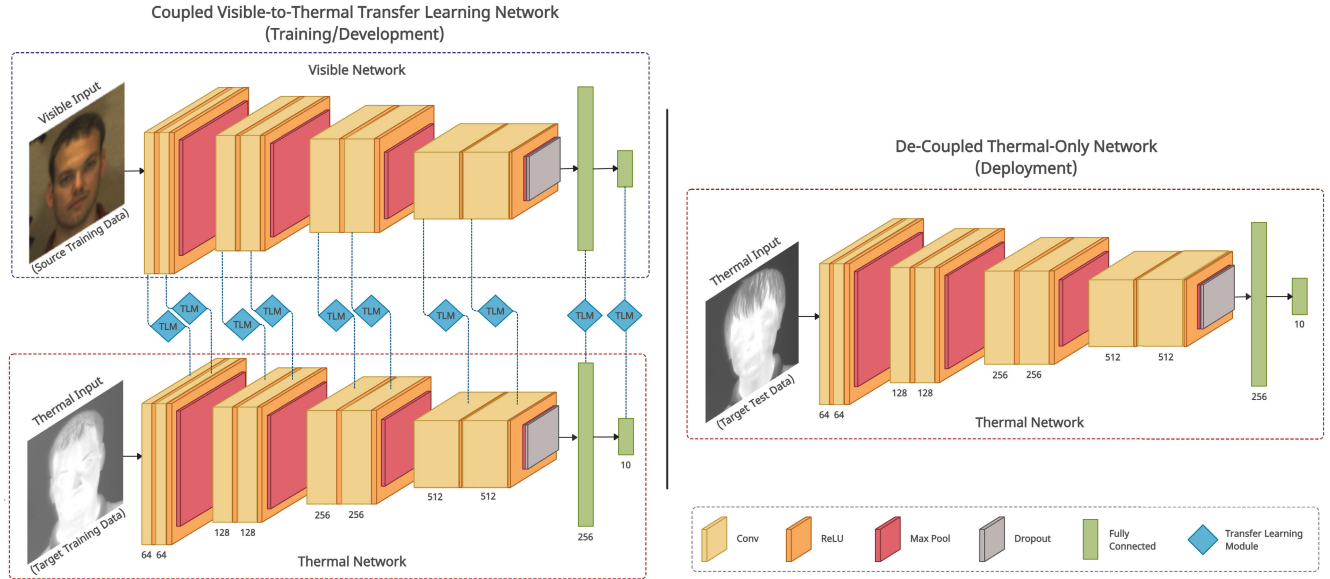 Coupled Visible-to-Thermal Transfer Learning Network
(Training/Development)
Visible Network
Visible Input
(Source Training Data)
TLM
TLM
TLM
TLM
TLM
TLM
TLM
TLM
TLM
TLM
Thermal Input
(Target Training Data)
64 64
128 128
256 256
512 512
256
10
Thermal Network
De-Coupled Thermal-Only Network
(Deployment)
Thermal Input
(Target Test Data)
64 64
128 128
256 256
512 512
256
10
Thermal Network
Conv
ReLU
Max Pool
Dropout
Fully
Connected
Transfer Learning
Module